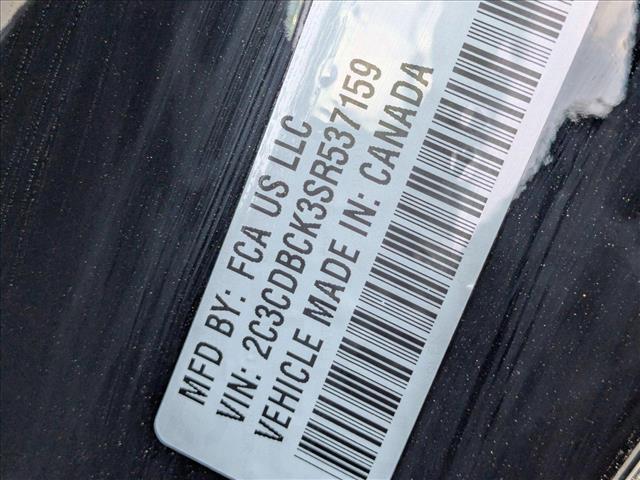 MFD BY: FCA US LLC
VIN: 2C3CDBCK3SR537159
VEHICLE MADE IN: CANADA